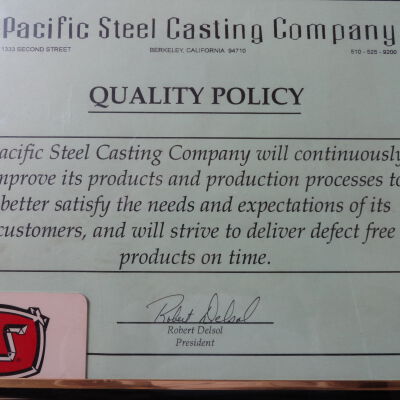 Pacific Steel Casting Company
1333 SECOND STREET BERKELEY, CALIFORNIA 94710 510-525-9200
QUALITY POLICY
acific Steel Casting Company will continuously
mprove its products and production processes to
better satisfy the needs and expectations of its
customers, and will strive to deliver defect free
products on time.
Robert Delsol
Robert Delsol
President
S